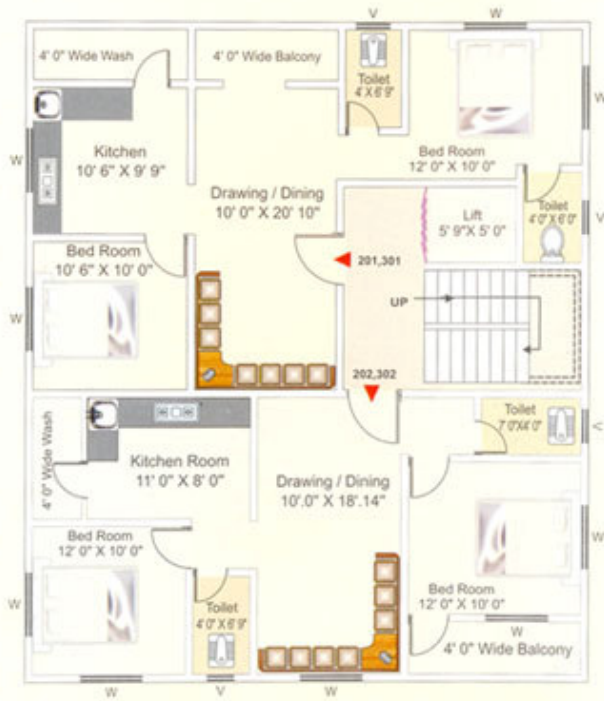 V
W
4' 0" Wide Wash
4' 0" Wide Balcony
Toilet
4' X 6' 9"
W
Kitchen
10' 6" X 9' 9"
W
Bed Room
12' 0" X 10' 0"
Drawing / Dining
10' 0" X 20' 10"
Lift
5' 9" X 5' 0"
Toilet
4' 0" X 6' 0"
V
Bed Room
10' 6" X 10' 0"
201,301
W
UP
202,302
4' 0" Wide Wash
Kitchen Room
11' 0" X 8' 0"
Drawing / Dining
10'.0" X 18'.14"
Toilet
7' 0"X4' 0"
V
Bed Room
12' 0" X 10' 0"
W
W
Toilet
4' 0" X 6' 9"
Bed Room
12' 0" X 10' 0"
W
4' 0" Wide Balcony
W
V
W